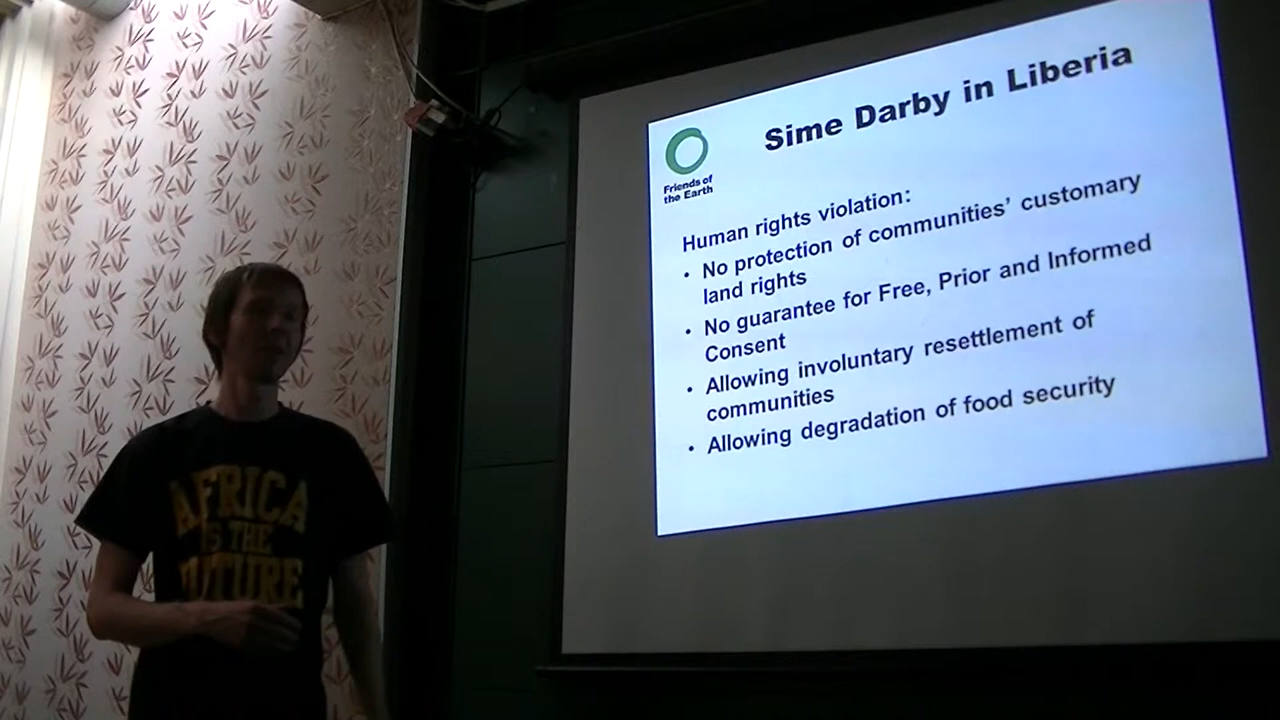 Sime Darby in Liberia
Friends of
the Earth
Human rights violation:
• No protection of communities’ customary
land rights
• No guarantee for Free, Prior and Informed
Consent
• Allowing involuntary resettlement of
communities
• Allowing degradation of food security
AFRICA
IS THE
FUTURE